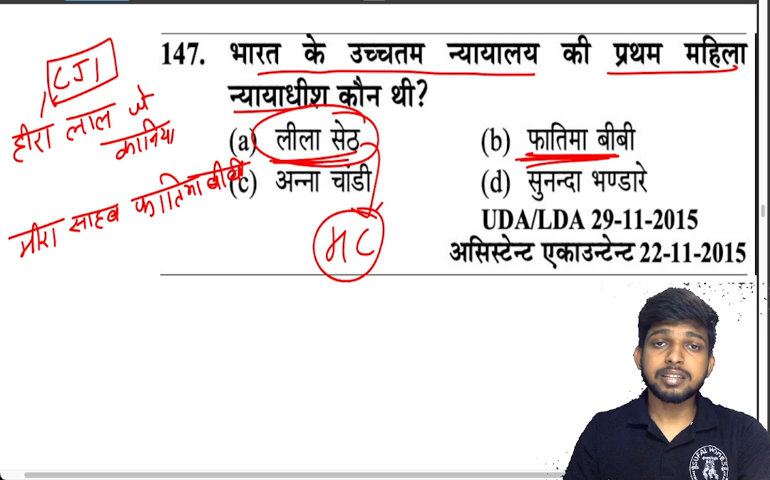 CJI
हीरा लाल जे
कानिया
मीरा साहब फातिमा बीबी
147. भारत के उच्चतम न्यायालय की प्रथम महिला
न्यायाधीश कौन थी?
(a) लीला सेठ (b) फातिमा बीबी
(c) अन्ना चांडी (d) सुनन्दा भण्डारे
HC
UDA/LDA 29-11-2015
असिस्टेन्ट एकाउन्टेन्ट 22-11-2015